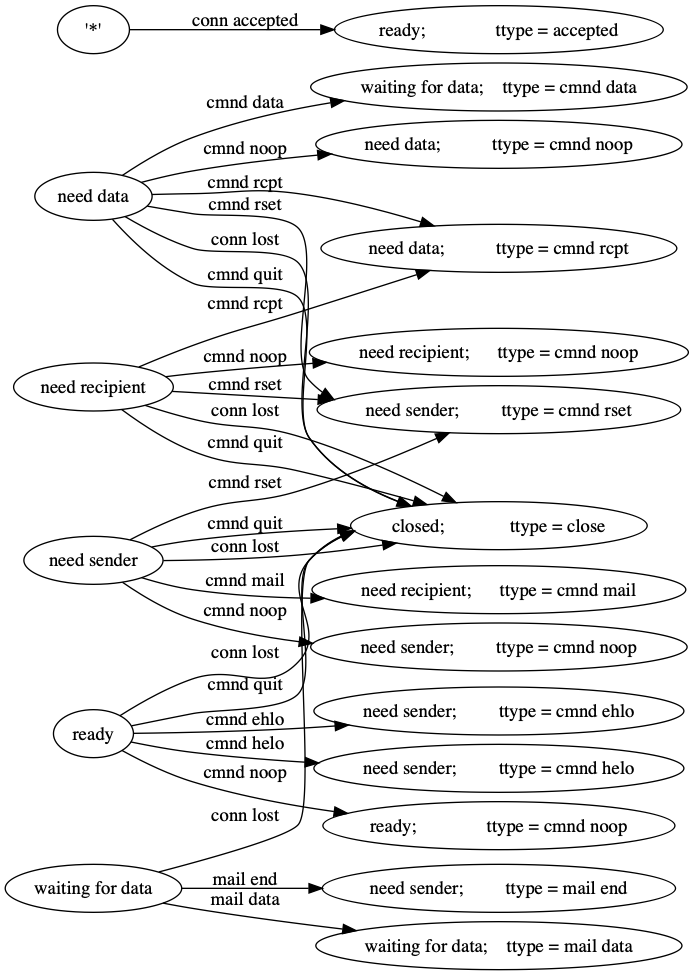 '*'
conn accepted
ready; ttype = accepted
waiting for data; ttype = cmnd data
cmnd data
cmnd noop
need data; ttype = cmnd noop
cmnd rcpt
need data
cmnd rset
conn lost
need data; ttype = cmnd rcpt
cmnd quit
cmnd rcpt
cmnd noop
need recipient; ttype = cmnd noop
need recipient
cmnd rset
conn lost
need sender; ttype = cmnd rset
cmnd quit
cmnd rset
cmnd quit
closed; ttype = close
conn lost
need sender
cmnd mail
need recipient; ttype = cmnd mail
cmnd noop
need sender; ttype = cmnd noop
conn lost
cmnd quit
need sender; ttype = cmnd ehlo
cmnd ehlo
ready
cmnd helo
need sender; ttype = cmnd helo
cmnd noop
conn lost
ready; ttype = cmnd noop
mail end
waiting for data
need sender; ttype = mail end
mail data
waiting for data; ttype = mail data